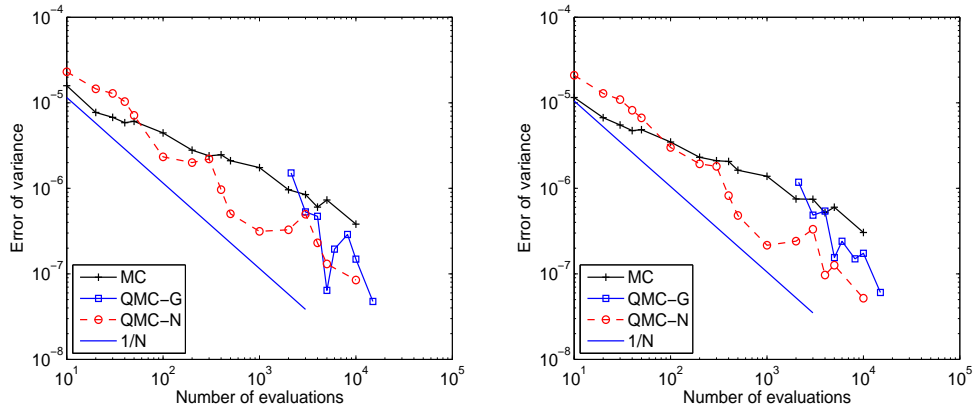 10^-4
10^-5
10^-6
10^-7
10^-8
Error of variance
10^1
10^2
10^3
10^4
10^5
Number of evaluations
MC
QMC−G
QMC−N
1/N
10^-4
10^-5
10^-6
10^-7
10^-8
Error of variance
10^1
10^2
10^3
10^4
10^5
Number of evaluations
MC
QMC−G
QMC−N
1/N